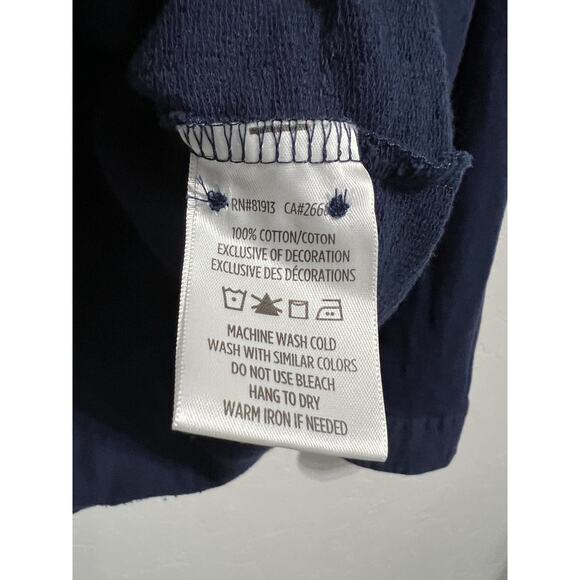 RN#81913 CA#2666
100% COTTON/COTON
EXCLUSIVE OF DECORATION
EXCLUSIVE DES DÉCORATIONS
MACHINE WASH COLD
WASH WITH SIMILAR COLORS
DO NOT USE BLEACH
HANG TO DRY
WARM IRON IF NEEDED